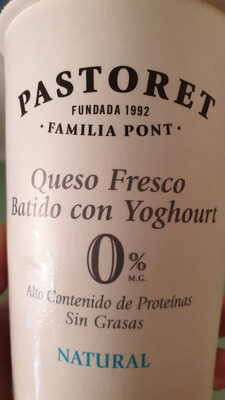 PASTORET
FUNDADA 1992
· FAMILIA PONT ·
Queso Fresco
Batido con Yoghourt
0%
M.G.
Alto Contenido de Proteínas
Sin Grasas
NATURAL